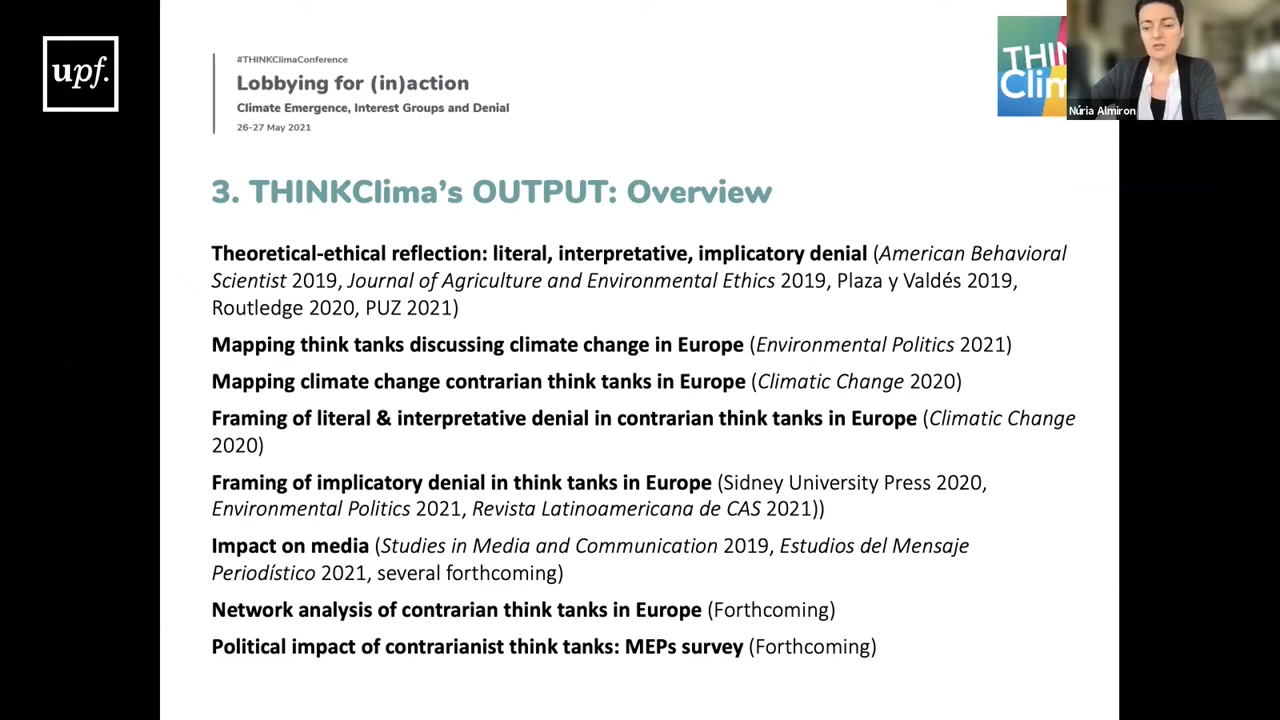 upf.
#THINKClimaConference
Lobbying for (in)action
Climate Emergence, Interest Groups and Denial
26-27 May 2021
THIN
Clim
Núria Almiron
3. THINKClima's OUTPUT: Overview
Theoretical-ethical reflection: literal, interpretative, implicatory denial (American Behavioral
Scientist 2019, Journal of Agriculture and Environmental Ethics 2019, Plaza y Valdés 2019,
Routledge 2020, PUZ 2021)
Mapping think tanks discussing climate change in Europe (Environmental Politics 2021)
Mapping climate change contrarian think tanks in Europe (Climatic Change 2020)
Framing of literal & interpretative denial in contrarian think tanks in Europe (Climatic Change
2020)
Framing of implicatory denial in think tanks in Europe (Sidney University Press 2020,
Environmental Politics 2021, Revista Latinoamericana de CAS 2021))
Impact on media (Studies in Media and Communication 2019, Estudios del Mensaje
Periodístico 2021, several forthcoming)
Network analysis of contrarian think tanks in Europe (Forthcoming)
Political impact of contrarianist think tanks: MEPs survey (Forthcoming)